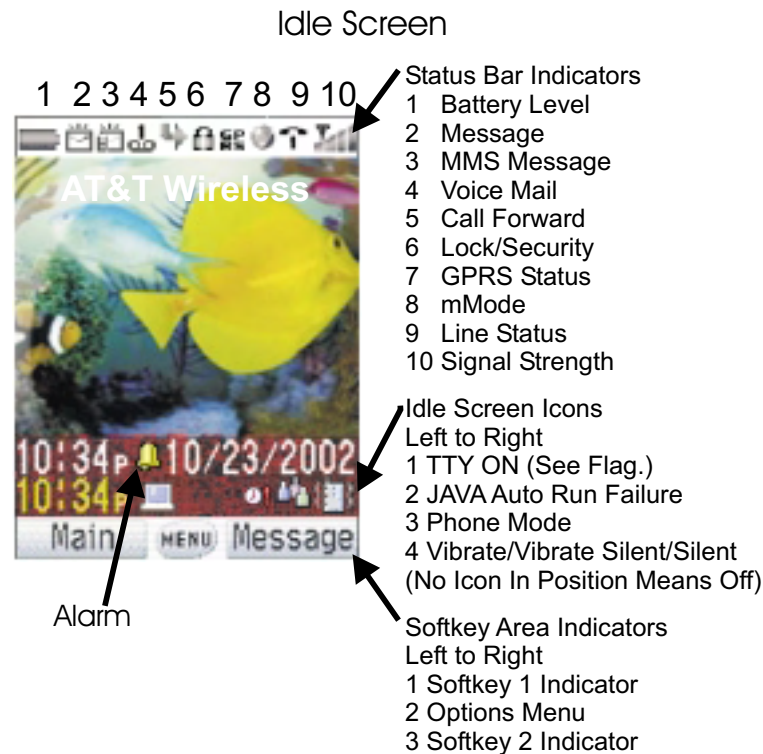 Idle Screen
1 2 3 4 5 6 7 8 9 10
AT&T Wireless
10:34P 10/23/2002
10:34P
Main MENU Message
Alarm
Status Bar Indicators
1 Battery Level
2 Message
3 MMS Message
4 Voice Mail
5 Call Forward
6 Lock/Security
7 GPRS Status
8 mMode
9 Line Status
10 Signal Strength
Idle Screen Icons
Left to Right
1 TTY ON (See Flag.)
2 JAVA Auto Run Failure
3 Phone Mode
4 Vibrate/Vibrate Silent/Silent
(No Icon In Position Means Off)
Softkey Area Indicators
Left to Right
1 Softkey 1 Indicator
2 Options Menu
3 Softkey 2 Indicator